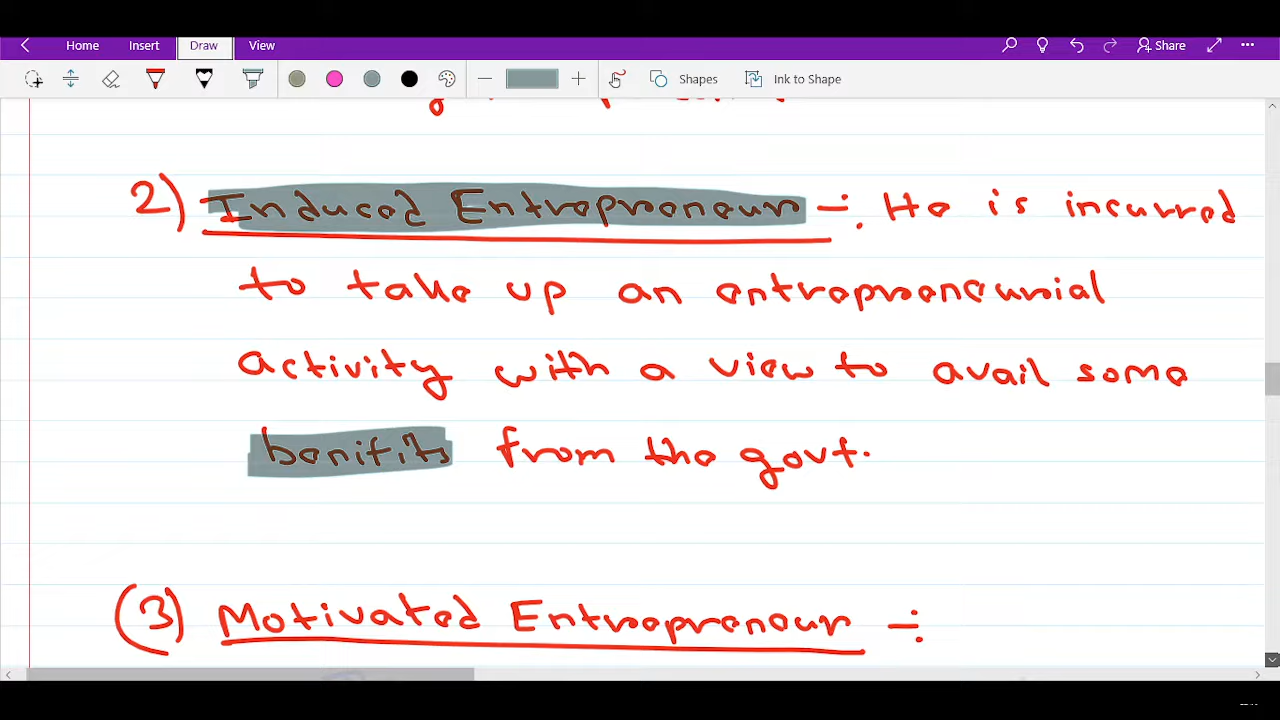 Home Insert Draw View Share
Shapes Ink to Shape
2) Induced Entrepreneur :- He is incurred
to take up an entrepreneurial
activity with a view to avail some
benifits from the govt.
(3) Motivated Entrepreneur :-